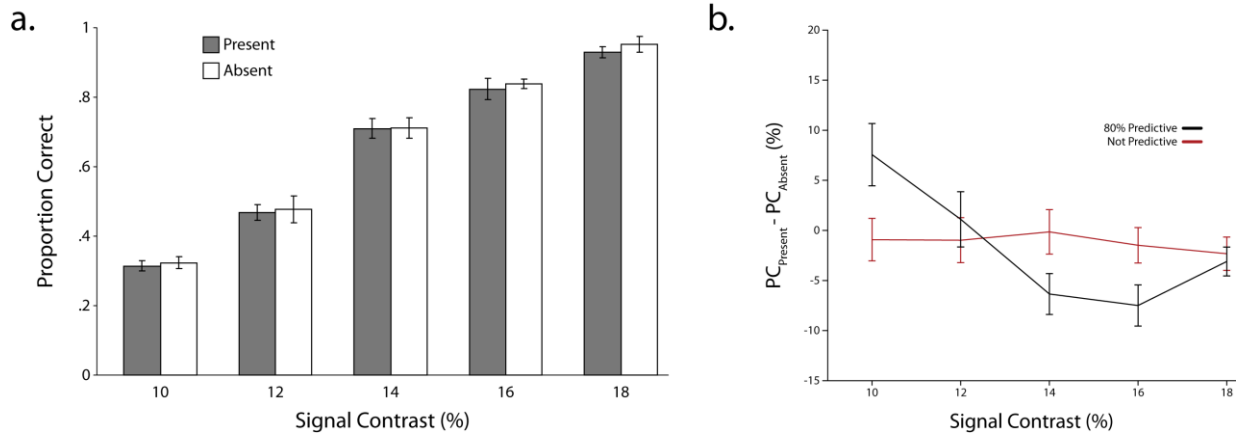 a.
Proportion Correct
1
.8
.6
.4
.2
0
Present
Absent
10 12 14 16 18
Signal Contrast (%)
b.
PC Present - PC Absent (%)
20
15
10
5
0
-5
-10
-15
80% Predictive
Not Predictive
10 12 14 16 18
Signal Contrast (%)